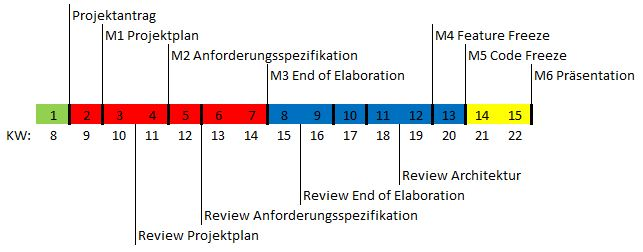 Projektantrag
M1 Projektplan
M4 Feature Freeze
M2 Anforderungsspezifikation
M5 Code Freeze
M3 End of Elaboration
M6 Präsentation
1 2 3 4 5 6 7 8 9 10 11 12 13 14 15
KW: 8 9 10 11 12 13 14 15 16 17 18 19 20 21 22
Review Architektur
Review End of Elaboration
Review Anforderungsspezifikation
Review Projektplan